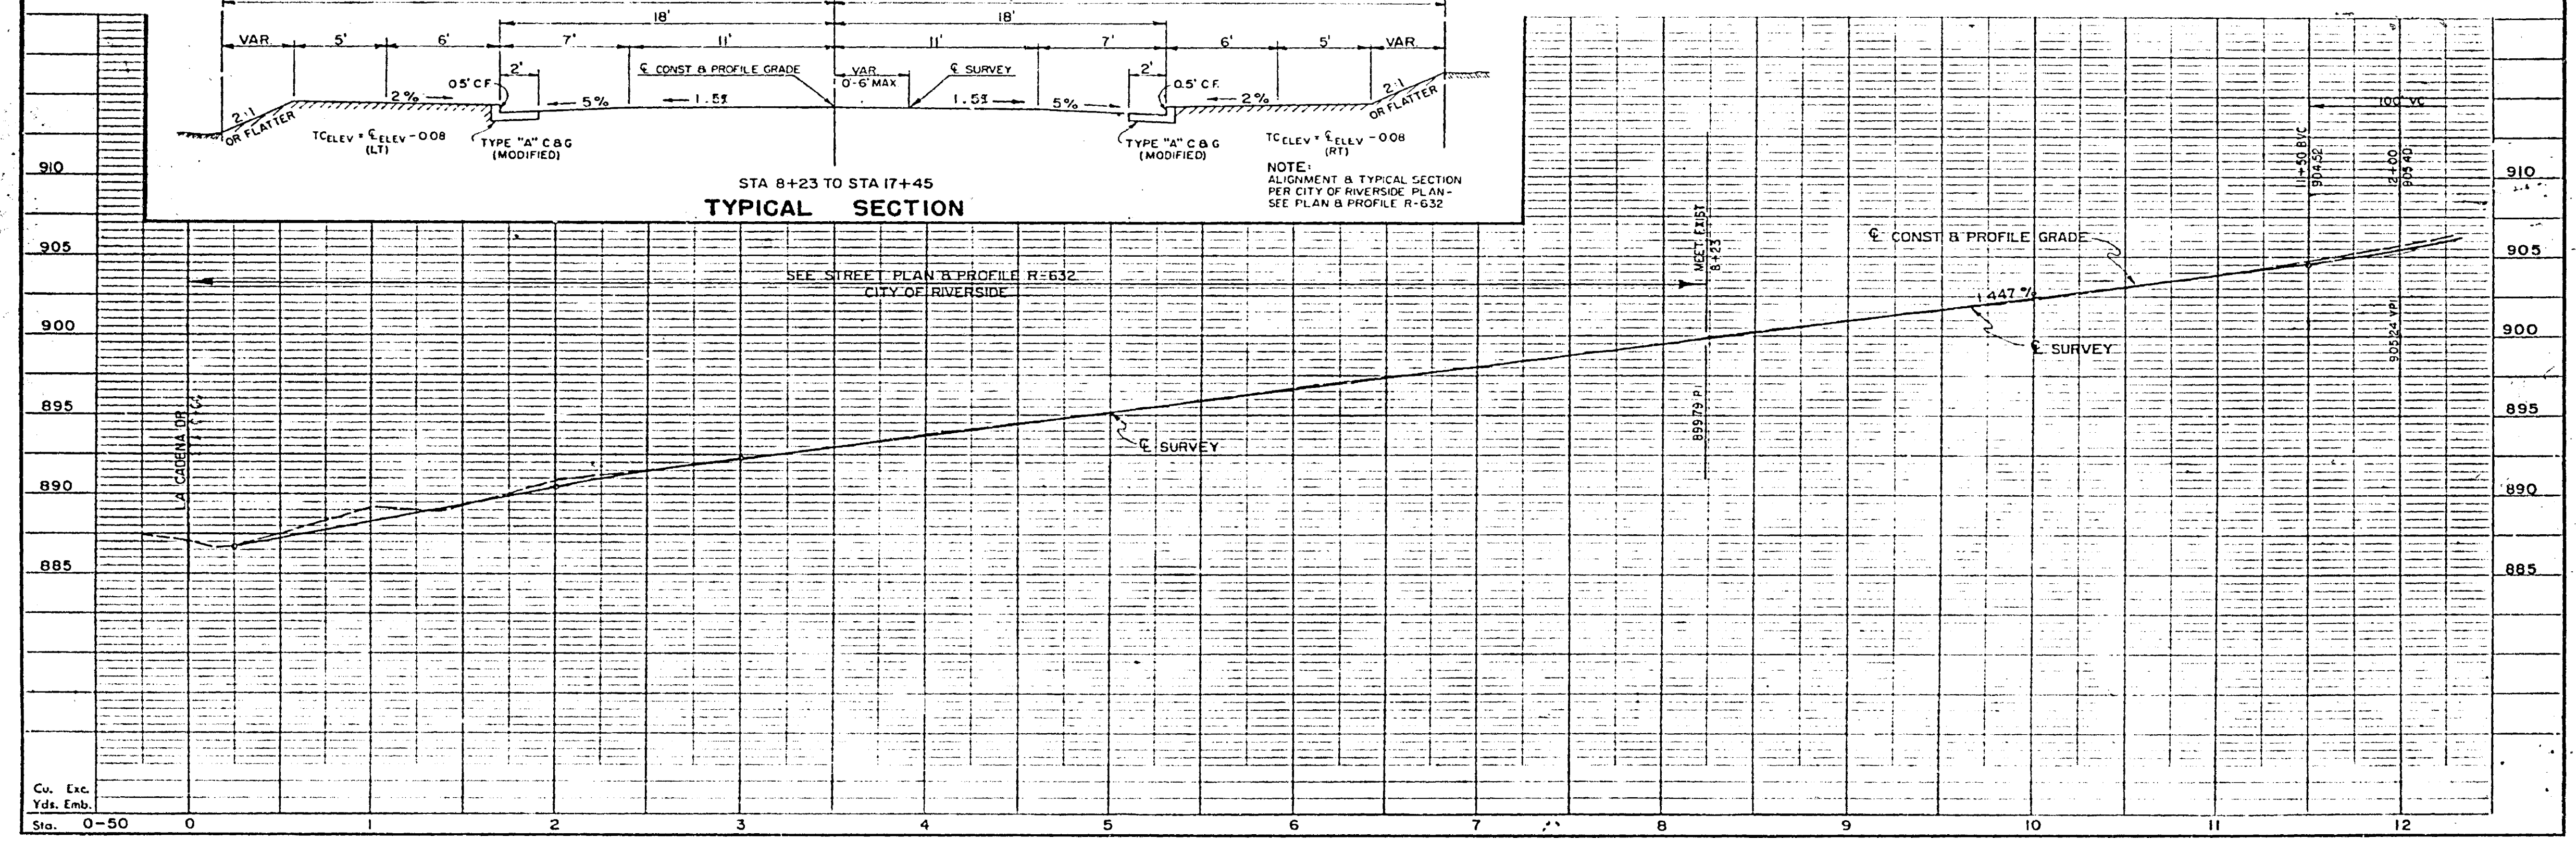 18' 18'
VAR. 5' 6' 7' 11' 11' 7' 6' 5' VAR.
2' ℄ CONST & PROFILE GRADE VAR. 0'-6' MAX ℄ SURVEY 2'
0.5' C.F. 0.5' C.F.
2:1 OR FLATTER 2% 5% 1.5% 1.5% 5% 2% 2:1 OR FLATTER
TC ELEV = ℄ ELEV - 0.08
(LT)
TYPE "A" C & G
(MODIFIED)
TYPE "A" C & G
(MODIFIED)
TC ELEV = ℄ ELEV - 0.08
(RT)
STA 8+23 TO STA 17+45
TYPICAL SECTION
NOTE:
ALIGNMENT & TYPICAL SECTION
PER CITY OF RIVERSIDE PLAN-
SEE PLAN & PROFILE R-632
100' VC
11+50 BVC
904.52
905.40
905.24 VPI
910 910
905 905
900 900
895 895
890 890
885 885
SEE STREET PLAN & PROFILE R-632
CITY OF RIVERSIDE
MEET EXIST
8+23
899.79 PI
℄ CONST & PROFILE GRADE
1.447 %
℄ SURVEY
℄ SURVEY
LA CADENA DR
Cu. Exc.
Yds. Emb.
Sta. 0-50 0 1 2 3 4 5 6 7 8 9 10 11 12